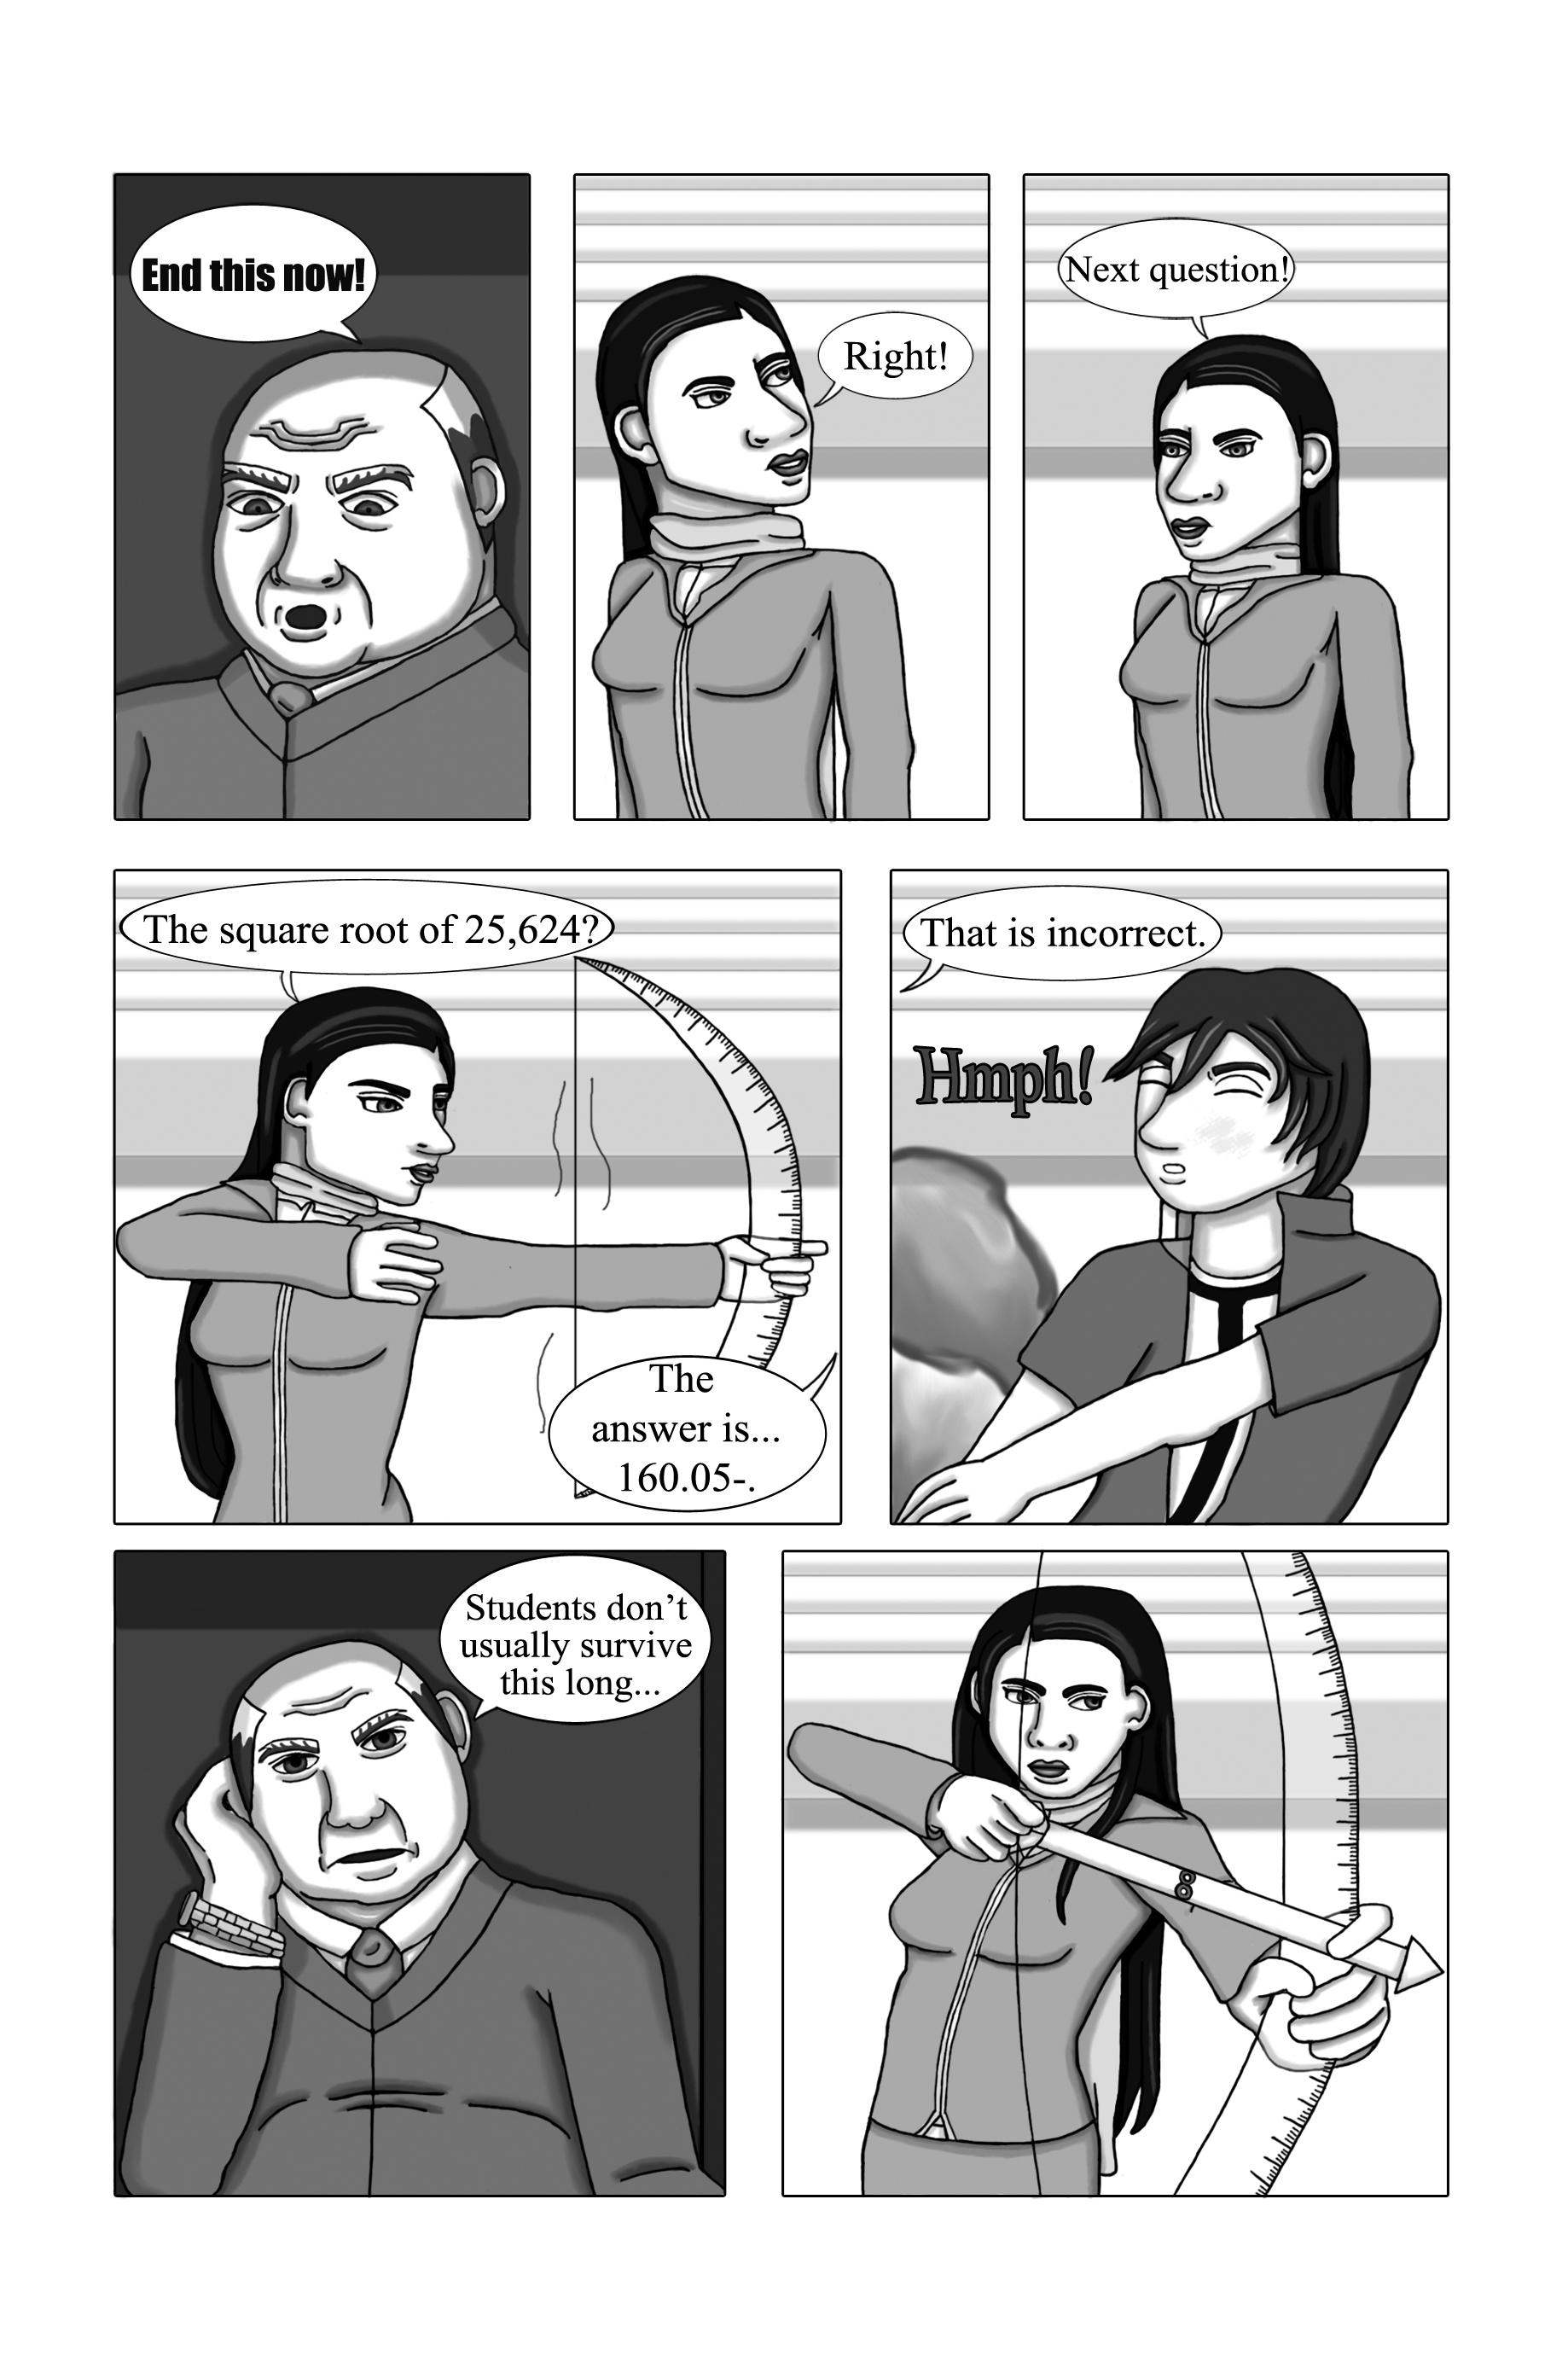 End this now!
Right!
Next question!
The square root of 25,624?
The
answer is...
160.05-.
That is incorrect.
Hmph!
Students don't
usually survive
this long...
8